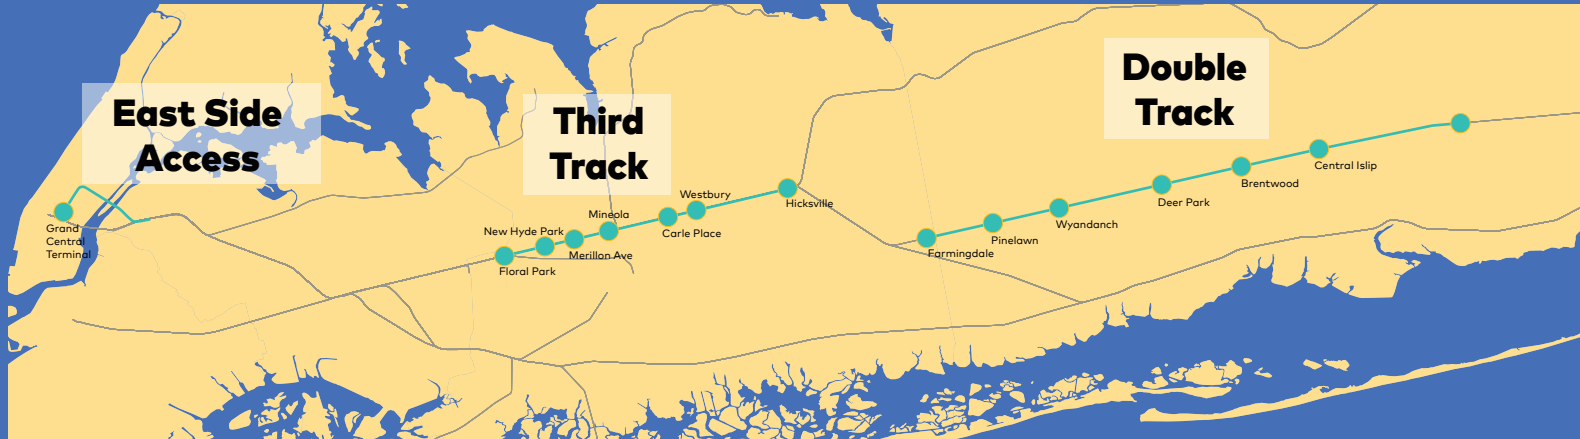 East Side
Access
Third
Track
Double
Track
Grand
Central
Terminal
Floral Park
New Hyde Park
Merillon Ave
Mineola
Carle Place
Westbury
Hicksville
Farmingdale
Pinelawn
Wyandanch
Deer Park
Brentwood
Central Islip